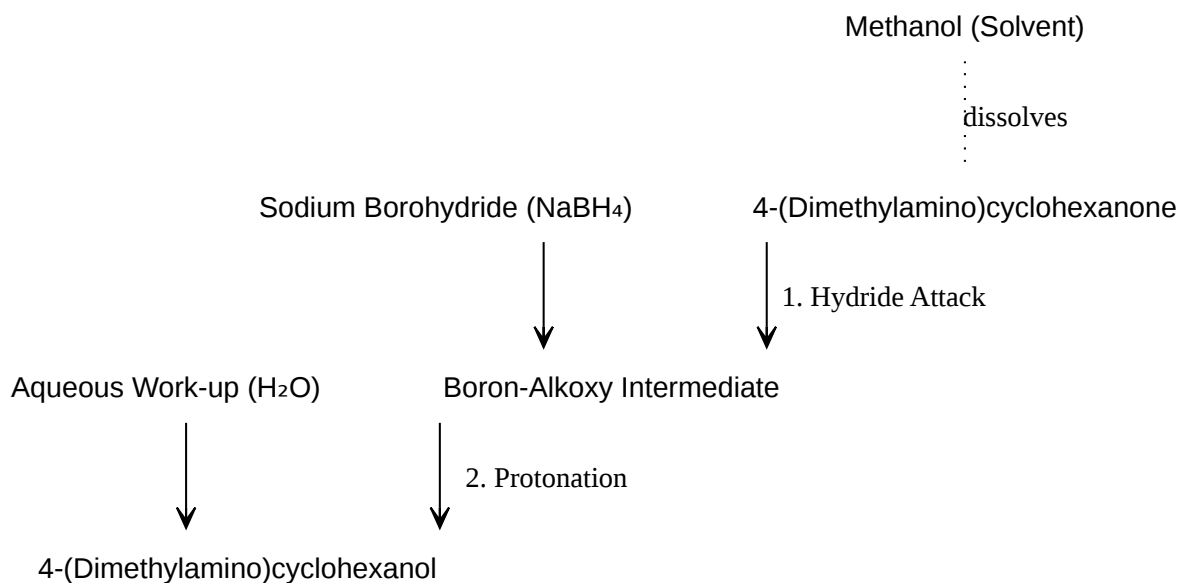 Methanol (Solvent)
dissolves
Sodium Borohydride (NaBH₄)
4-(Dimethylamino)cyclohexanone
1. Hydride Attack
Aqueous Work-up (H₂O)
Boron-Alkoxy Intermediate
2. Protonation
4-(Dimethylamino)cyclohexanol